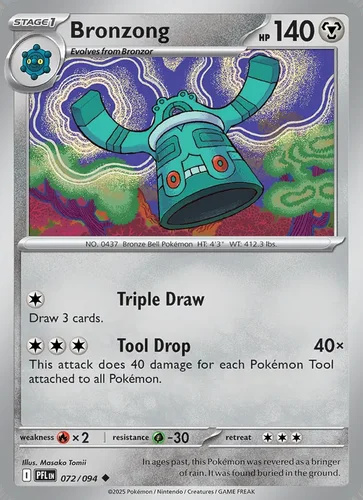 STAGE1
Bronzong
HP 140
Evolves from Bronzor
NO. 0437 Bronze Bell Pokémon HT: 4'3" WT: 412.3 lbs.
Triple Draw
Draw 3 cards.
Tool Drop 40×
This attack does 40 damage for each Pokémon Tool
attached to all Pokémon.
weakness ×2 resistance -30 retreat
Illus. Masako Tomii
I PFL EN 072/094
In ages past, this Pokémon was revered as a bringer
of rain. It was found buried in the ground.
©2025 Pokémon / Nintendo / Creatures / GAME FREAK